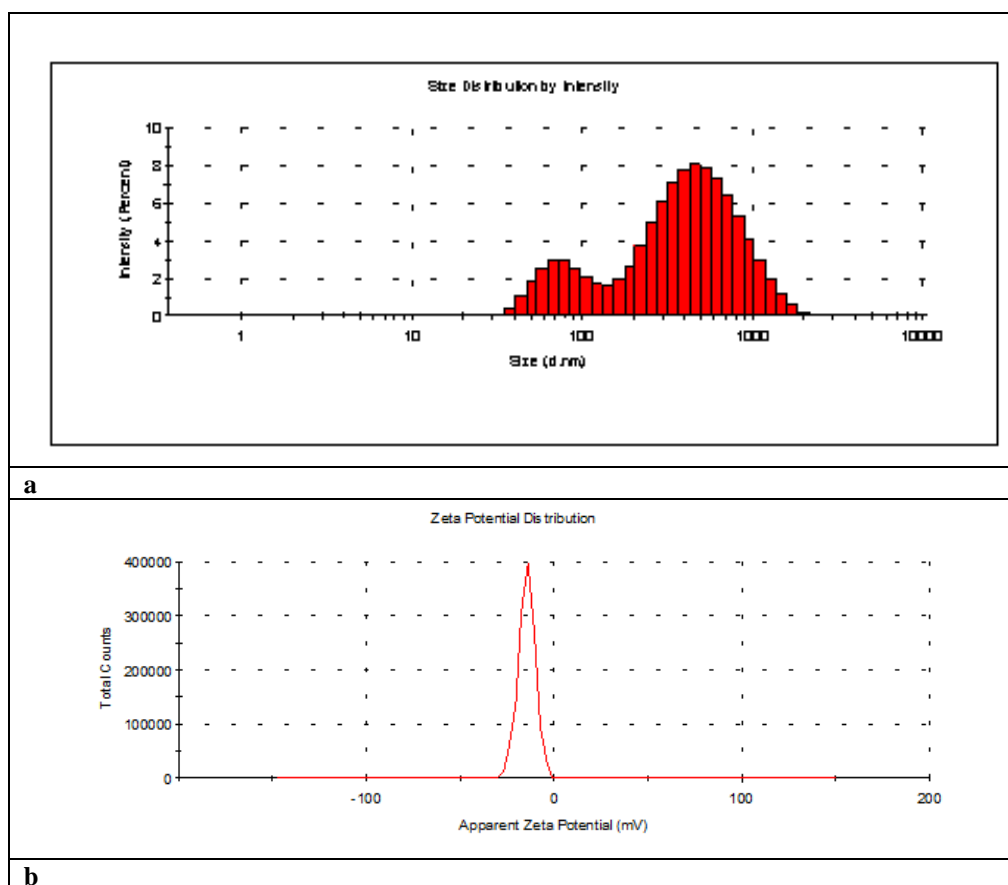 Size Distribution by Intensity
10
8
6
4
2
0
Intensity (Percent)
1 10 100 1000 10000
Size (d.nm)
a
Zeta Potential Distribution
400000
300000
200000
100000
0
Total Counts
-100 0 100 200
Apparent Zeta Potential (mV)
b